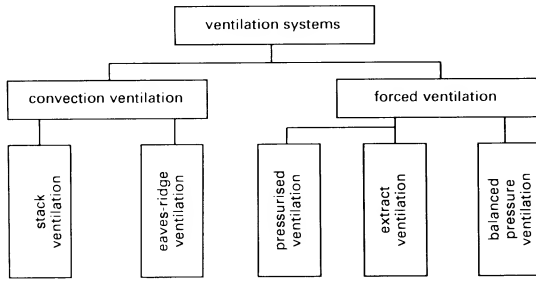 ventilation systems
convection ventilation
forced ventilation
stack
ventilation
eaves-ridge
ventilation
pressurised
ventilation
extract
ventilation
balanced
pressure
ventilation